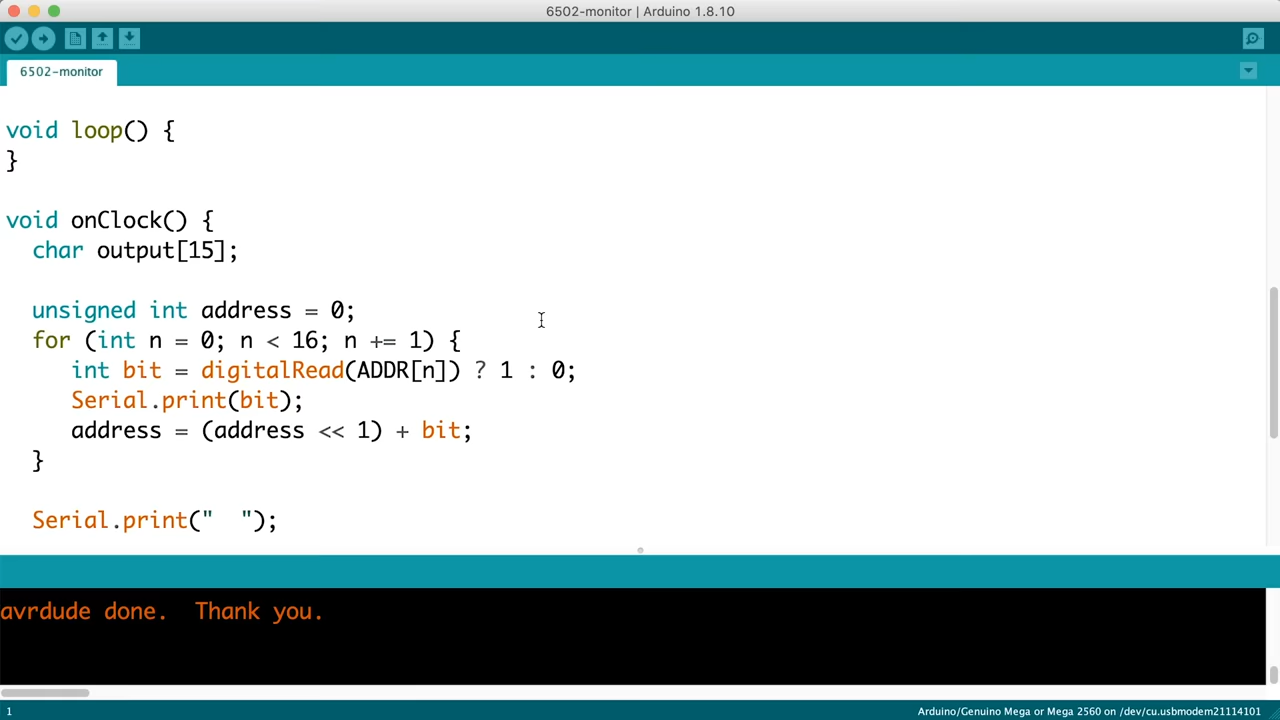 6502-monitor | Arduino 1.8.10
6502-monitor
void loop() {
}
void onClock() {
  char output[15];
  unsigned int address = 0;
  for (int n = 0; n < 16; n += 1) {
     int bit = digitalRead(ADDR[n]) ? 1 : 0;
     Serial.print(bit);
     address = (address << 1) + bit;
  }
  Serial.print("  ");
avrdude done.  Thank you.
1 Arduino/Genuino Mega or Mega 2560 on /dev/cu.usbmodem21114101